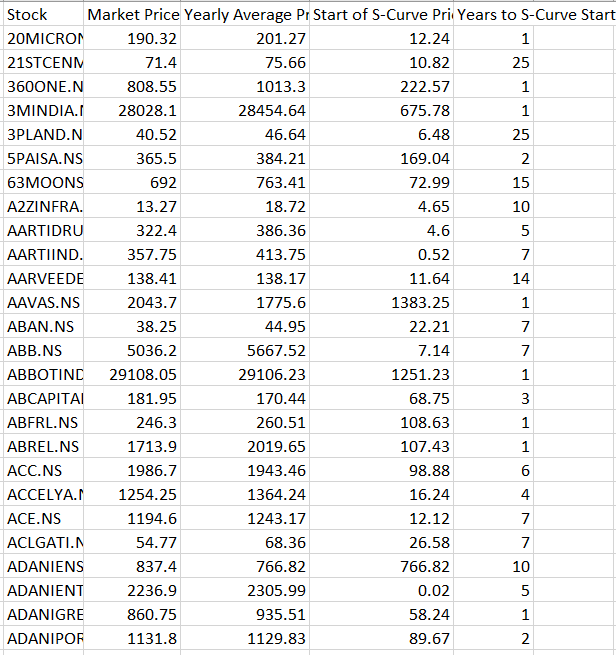 Stock Market Price Yearly Average Pr Start of S-Curve Pri Years to S-Curve Start
20MICRON 190.32 201.27 12.24 1
21STCENM 71.4 75.66 10.82 25
360ONE.N 808.55 1013.3 222.57 1
3MINDIA.N 28028.1 28454.64 675.78 1
3PLAND.N 40.52 46.64 6.48 25
5PAISA.NS 365.5 384.21 169.04 2
63MOONS 692 763.41 72.99 15
A2ZINFRA. 13.27 18.72 4.65 10
AARTIDRU 322.4 386.36 4.6 5
AARTIIND. 357.75 413.75 0.52 7
AARVEEDE 138.41 138.17 11.64 14
AAVAS.NS 2043.7 1775.6 1383.25 1
ABAN.NS 38.25 44.95 22.21 7
ABB.NS 5036.2 5667.52 7.14 7
ABBOTIND 29108.05 29106.23 1251.23 1
ABCAPITAL 181.95 170.44 68.75 3
ABFRL.NS 246.3 260.51 108.63 1
ABREL.NS 1713.9 2019.65 107.43 1
ACC.NS 1986.7 1943.46 98.88 6
ACCELYA.N 1254.25 1364.24 16.24 4
ACE.NS 1194.6 1243.17 12.12 7
ACLGATI.N 54.77 68.36 26.58 7
ADANIENS 837.4 766.82 766.82 10
ADANIENT 2236.9 2305.99 0.02 5
ADANIGRE 860.75 935.51 58.24 1
ADANIPOR 1131.8 1129.83 89.67 2